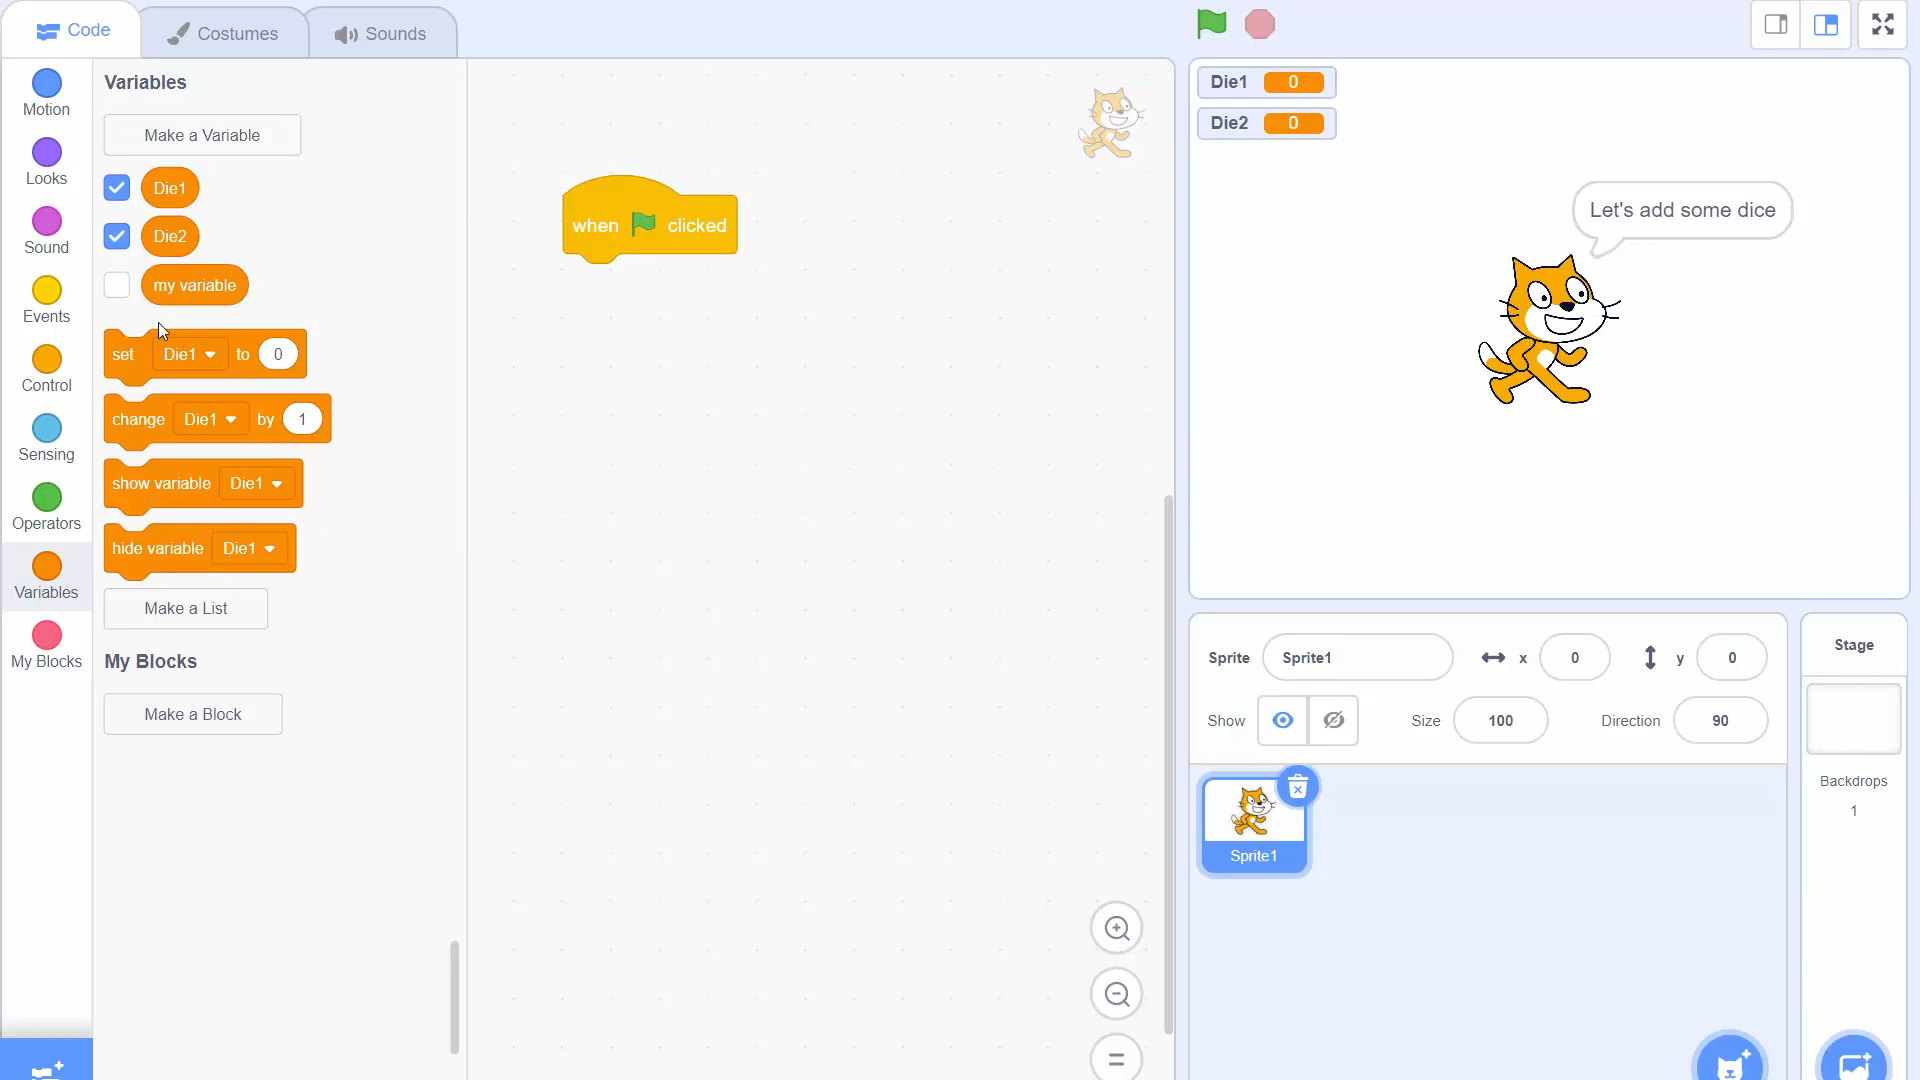 Code
Costumes
Sounds
Motion
Looks
Sound
Events
Control
Sensing
Operators
Variables
My Blocks
Variables
Make a Variable
Die1
Die2
my variable
set Die1 to 0
change Die1 by 1
show variable Die1
hide variable Die1
Make a List
My Blocks
Make a Block
when clicked
Die1 0
Die2 0
Let's add some dice
Sprite Sprite1 x 0 y 0
Show Size 100 Direction 90
Sprite1
Stage
Backdrops
1